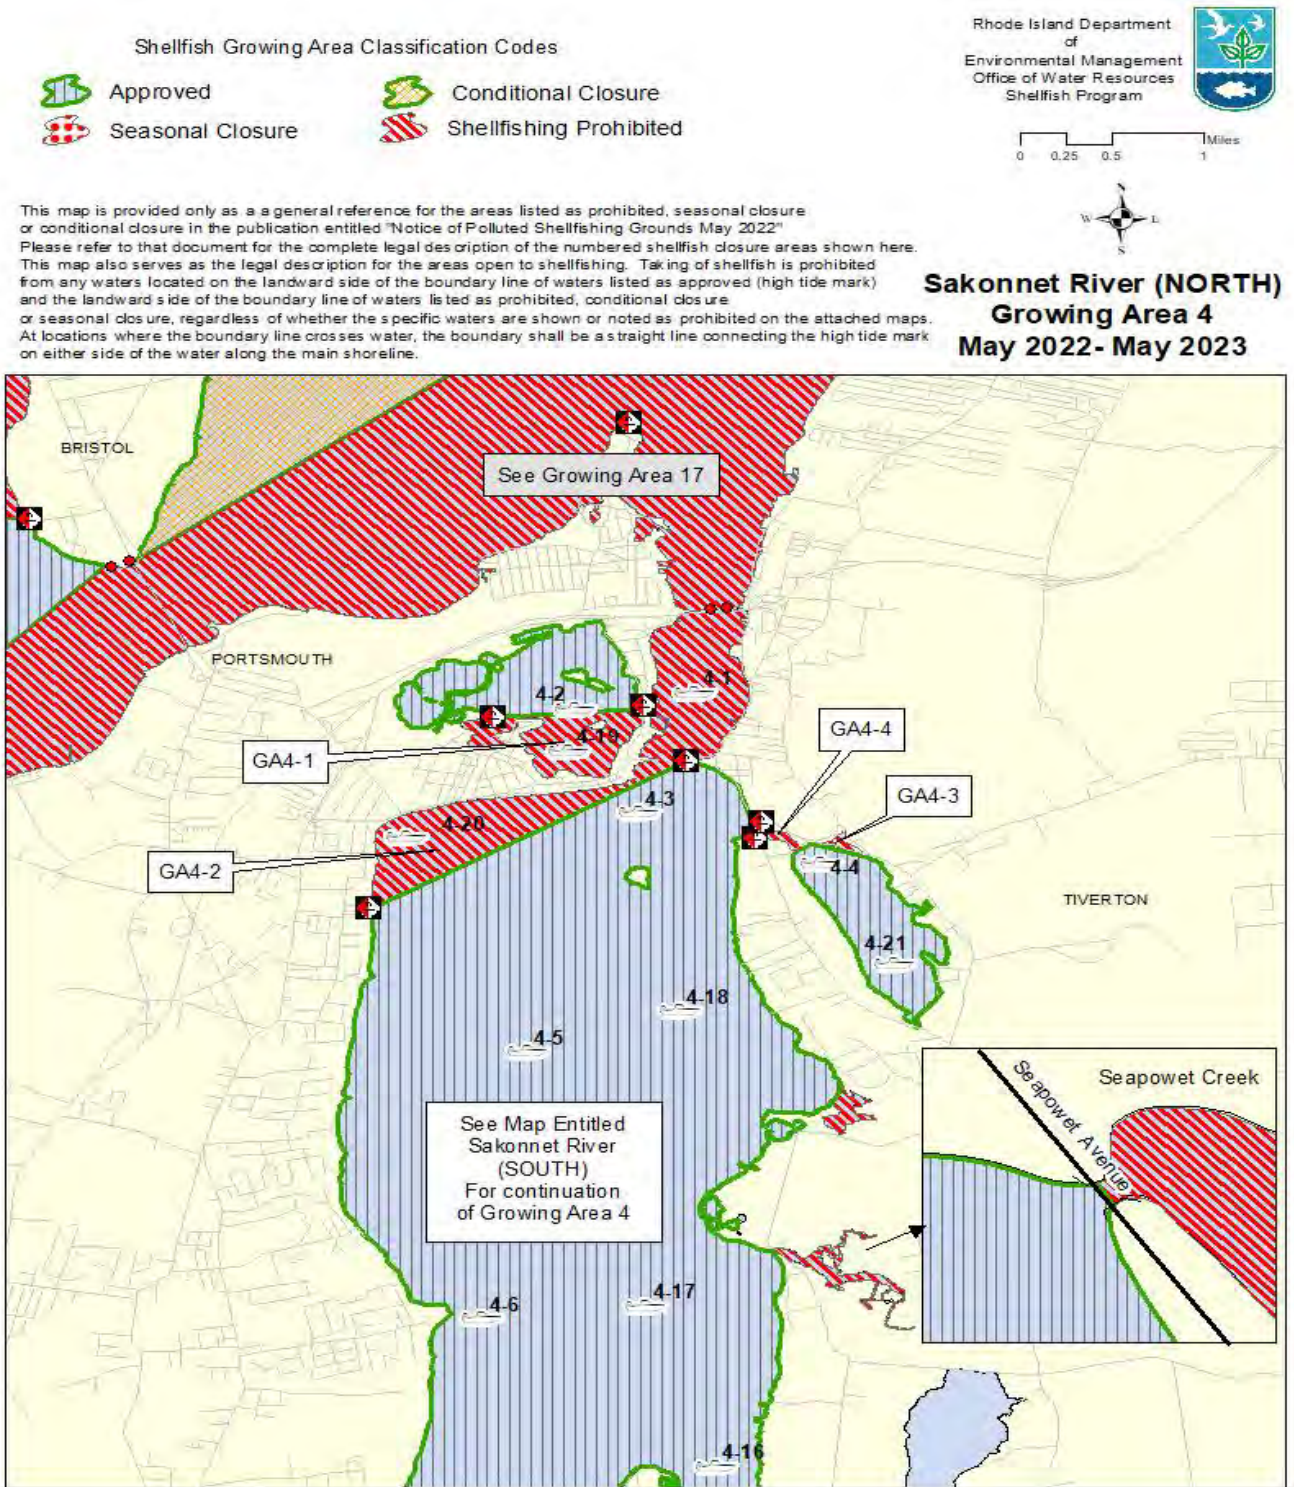 Shellfish Growing Area Classification Codes
Approved
Conditional Closure
Seasonal Closure
Shellfishing Prohibited
Rhode Island Department
of
Environmental Management
Office of Water Resources
Shellfish Program
Miles
0 0.25 0.5 1
N
W E
S
This map is provided only as a a general reference for the areas listed as prohibited, seasonal closure
or conditional closure in the publication entitled "Notice of Polluted Shellfishing Grounds May 2022"
Please refer to that document for the complete legal description of the numbered shellfish closure areas shown here.
This map also serves as the legal description for the areas open to shellfishing. Taking of shellfish is prohibited
from any waters located on the landward side of the boundary line of waters listed as approved (high tide mark)
and the landward side of the boundary line of waters listed as prohibited, conditional closure
or seasonal closure, regardless of whether the specific waters are shown or noted as prohibited on the attached maps.
At locations where the boundary line crosses water, the boundary shall be a straight line connecting the high tide mark
on either side of the water along the main shoreline.
Sakonnet River (NORTH)
Growing Area 4
May 2022- May 2023
BRISTOL
See Growing Area 17
PORTSMOUTH
4-1
4-2
4-19
GA4-1
GA4-4
GA4-3
4-3
4-20
GA4-2
4-4
TIVERTON
4-21
4-18
4-5
Seapowet Creek
Seapowet Avenue
See Map Entitled
Sakonnet River
(SOUTH)
For continuation
of Growing Area 4
4-17
4-6
4-16